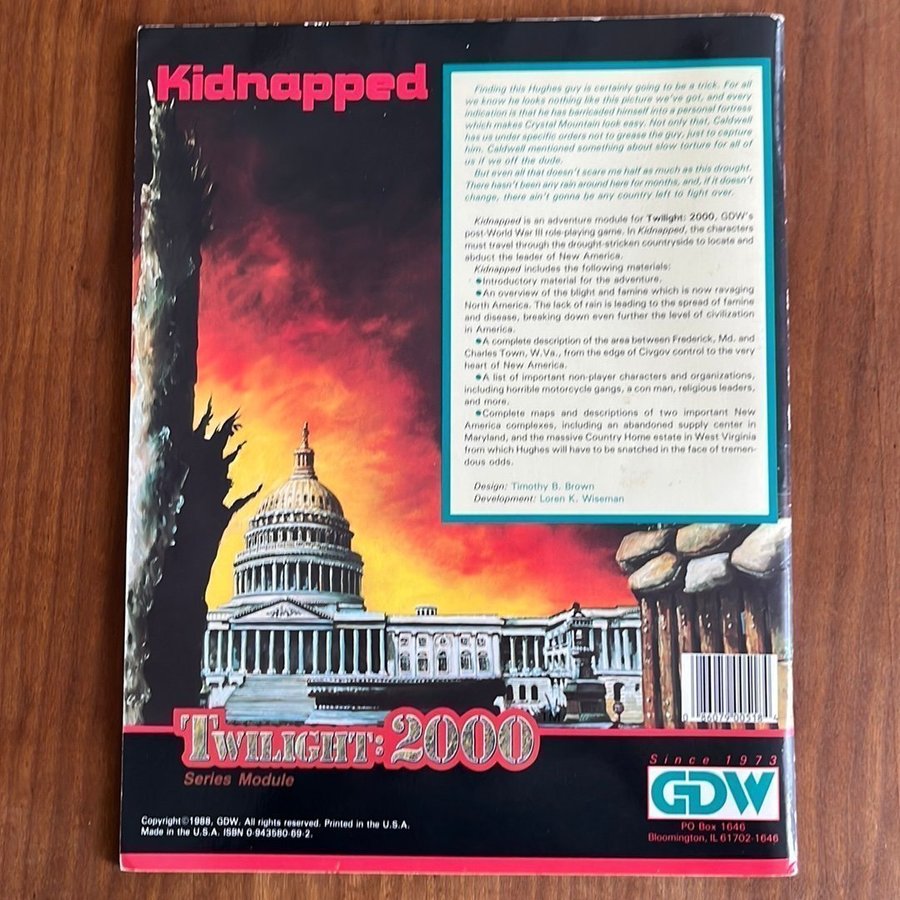 Kidnapped
Finding this Hughes guy is certainly going to be a trick. For all
we know he looks nothing like this picture we've got, and every
indication is that he has barricaded himself into a personal fortress
which makes Crystal Mountain look easy. Not only that, Caldwell
has us under specific orders not to grease the guy, just to capture
him. Caldwell mentioned something about slow torture for all of
us if we off the dude.
But even all that doesn't scare me half as much as this drought.
There hasn't been any rain around here for months, and, if it doesn't
change, there ain't gonna be any country left to fight over.
Kidnapped is an adventure module for Twilight: 2000, GDW's
post-World War III role-playing game. In Kidnapped, the characters
must travel through the drought-stricken countryside to locate and
abduct the leader of New America.
Kidnapped includes the following materials:
●Introductory material for the adventure.
●An overview of the blight and famine which is now ravaging
North America. The lack of rain is leading to the spread of famine
and disease, breaking down even further the level of civilization
in America.
●A complete description of the area between Frederick, Md. and
Charles Town, W.Va., from the edge of Civgov control to the very
heart of New America.
●A list of important non-player characters and organizations,
including horrible motorcycle gangs, a con man, religious leaders,
and more.
●Complete maps and descriptions of two important New
America complexes, including an abandoned supply center in
Maryland, and the massive Country Home estate in West Virginia
from which Hughes will have to be snatched in the face of tremen-
dous odds.
Design: Timothy B. Brown
Development: Loren K. Wiseman
TWILIGHT: 2000
Series Module
Copyright©1988, GDW. All rights reserved. Printed in the U.S.A.
Made in the U.S.A. ISBN 0-943580-69-2.
Since 1973
GDW
PO Box 1646
Bloomington, IL 61702-1646